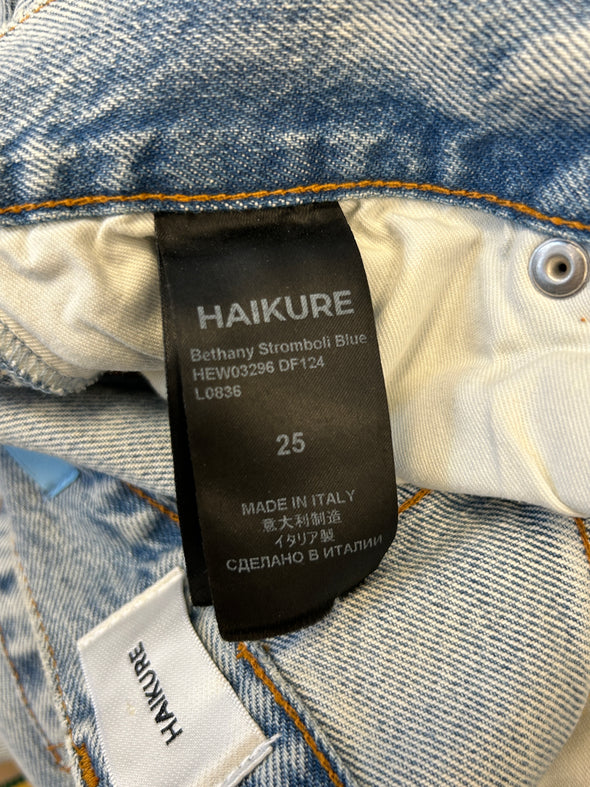 HAIKURE
Bethany Stromboli Blue
HEW03296 DF124
L0836
25
MADE IN ITALY
意大利制造
イタリア製
СДЕЛАНО В ИТАЛИИ
HAIKURE